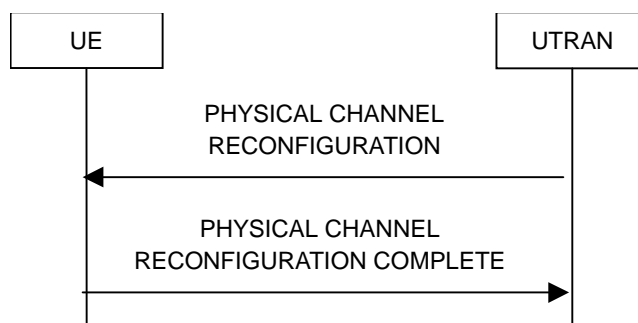 UE
UTRAN
PHYSICAL CHANNEL
RECONFIGURATION
PHYSICAL CHANNEL
RECONFIGURATION COMPLETE